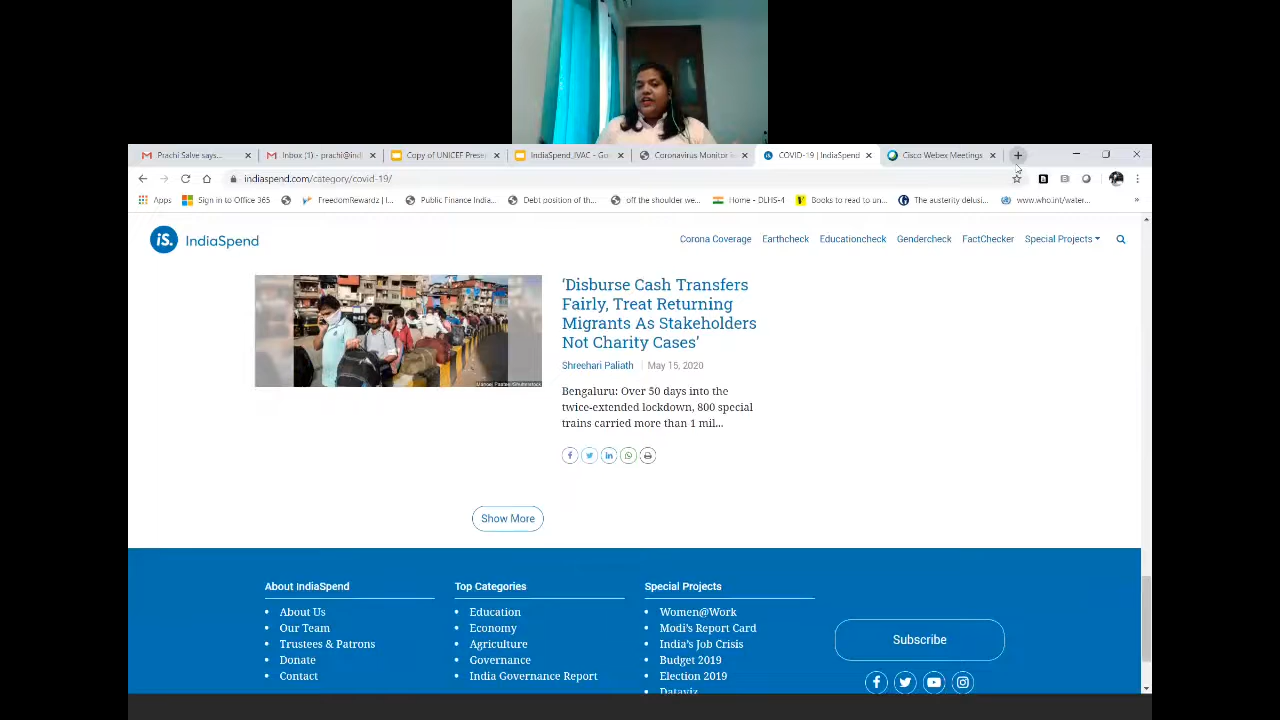 Prachi Salve says...
Inbox (1) - prachi@ind
Copy of UNICEF Press
IndiaSpend_IVAC - Go
Coronavirus Monitor
COVID-19 | IndiaSpend
Cisco Webex Meetings
indiaspend.com/category/covid-19/
Apps
Sign in to Office 365
FreedomRewardz | I...
Public Finance India...
Debt position of th...
off the shoulder we...
Home - DLHS-4
Books to read to un...
The austerity delusi...
www.who.int/water...
»
iS.
IndiaSpend
Corona Coverage
Earthcheck
Educationcheck
Gendercheck
FactChecker
Special Projects
‘Disburse Cash Transfers
Fairly, Treat Returning
Migrants As Stakeholders
Not Charity Cases’
Shreehari Paliath
May 15, 2020
Bengaluru: Over 50 days into the
twice-extended lockdown, 800 special
trains carried more than 1 mil...
Show More
About IndiaSpend
About Us
Our Team
Trustees & Patrons
Donate
Contact
Top Categories
Education
Economy
Agriculture
Governance
India Governance Report
Special Projects
Women@Work
Modi's Report Card
India's Job Crisis
Budget 2019
Election 2019
Dataviz
Subscribe